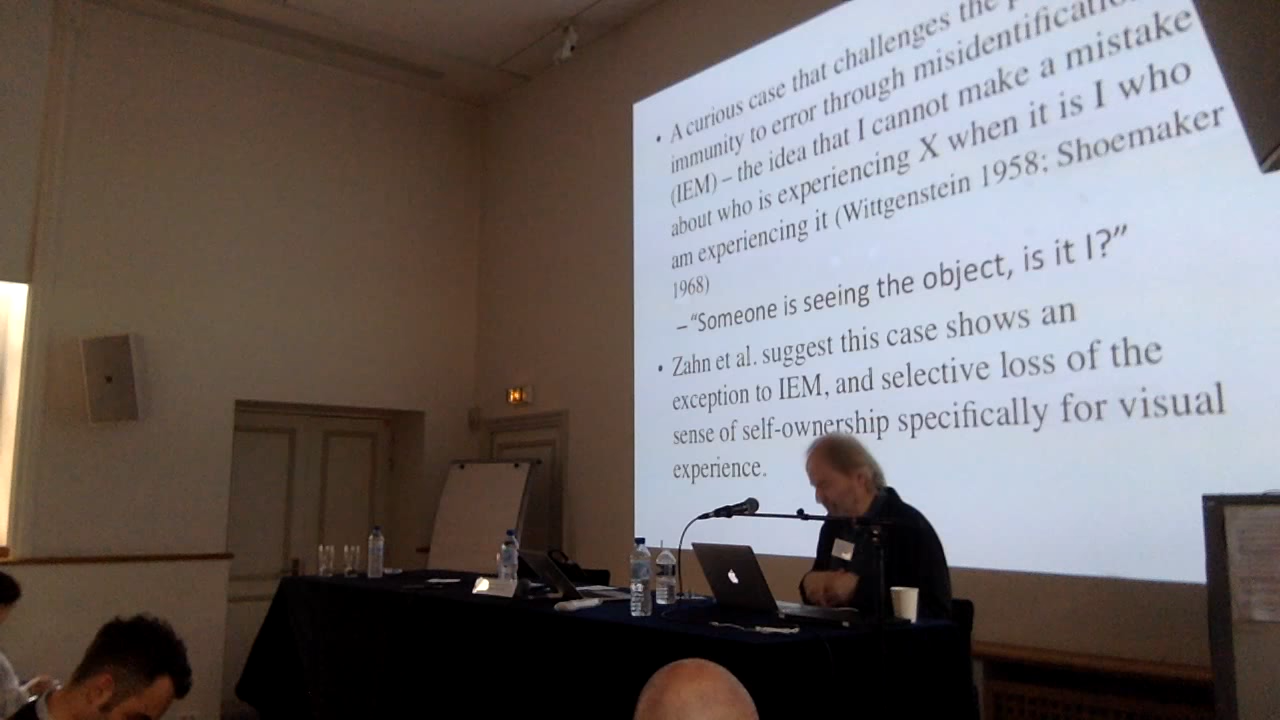 • A curious case that challenges the
immunity to error through
(IEM) – the idea that I cannot make a mistake
about who is experiencing X when it is I who
am experiencing it (Wittgenstein 1958; Shoemaker
1968)
– “Someone is seeing the object, is it I?”
• Zahn et al. suggest this case shows an
exception to IEM, and selective loss of the
sense of self-ownership specifically for visual
experience.